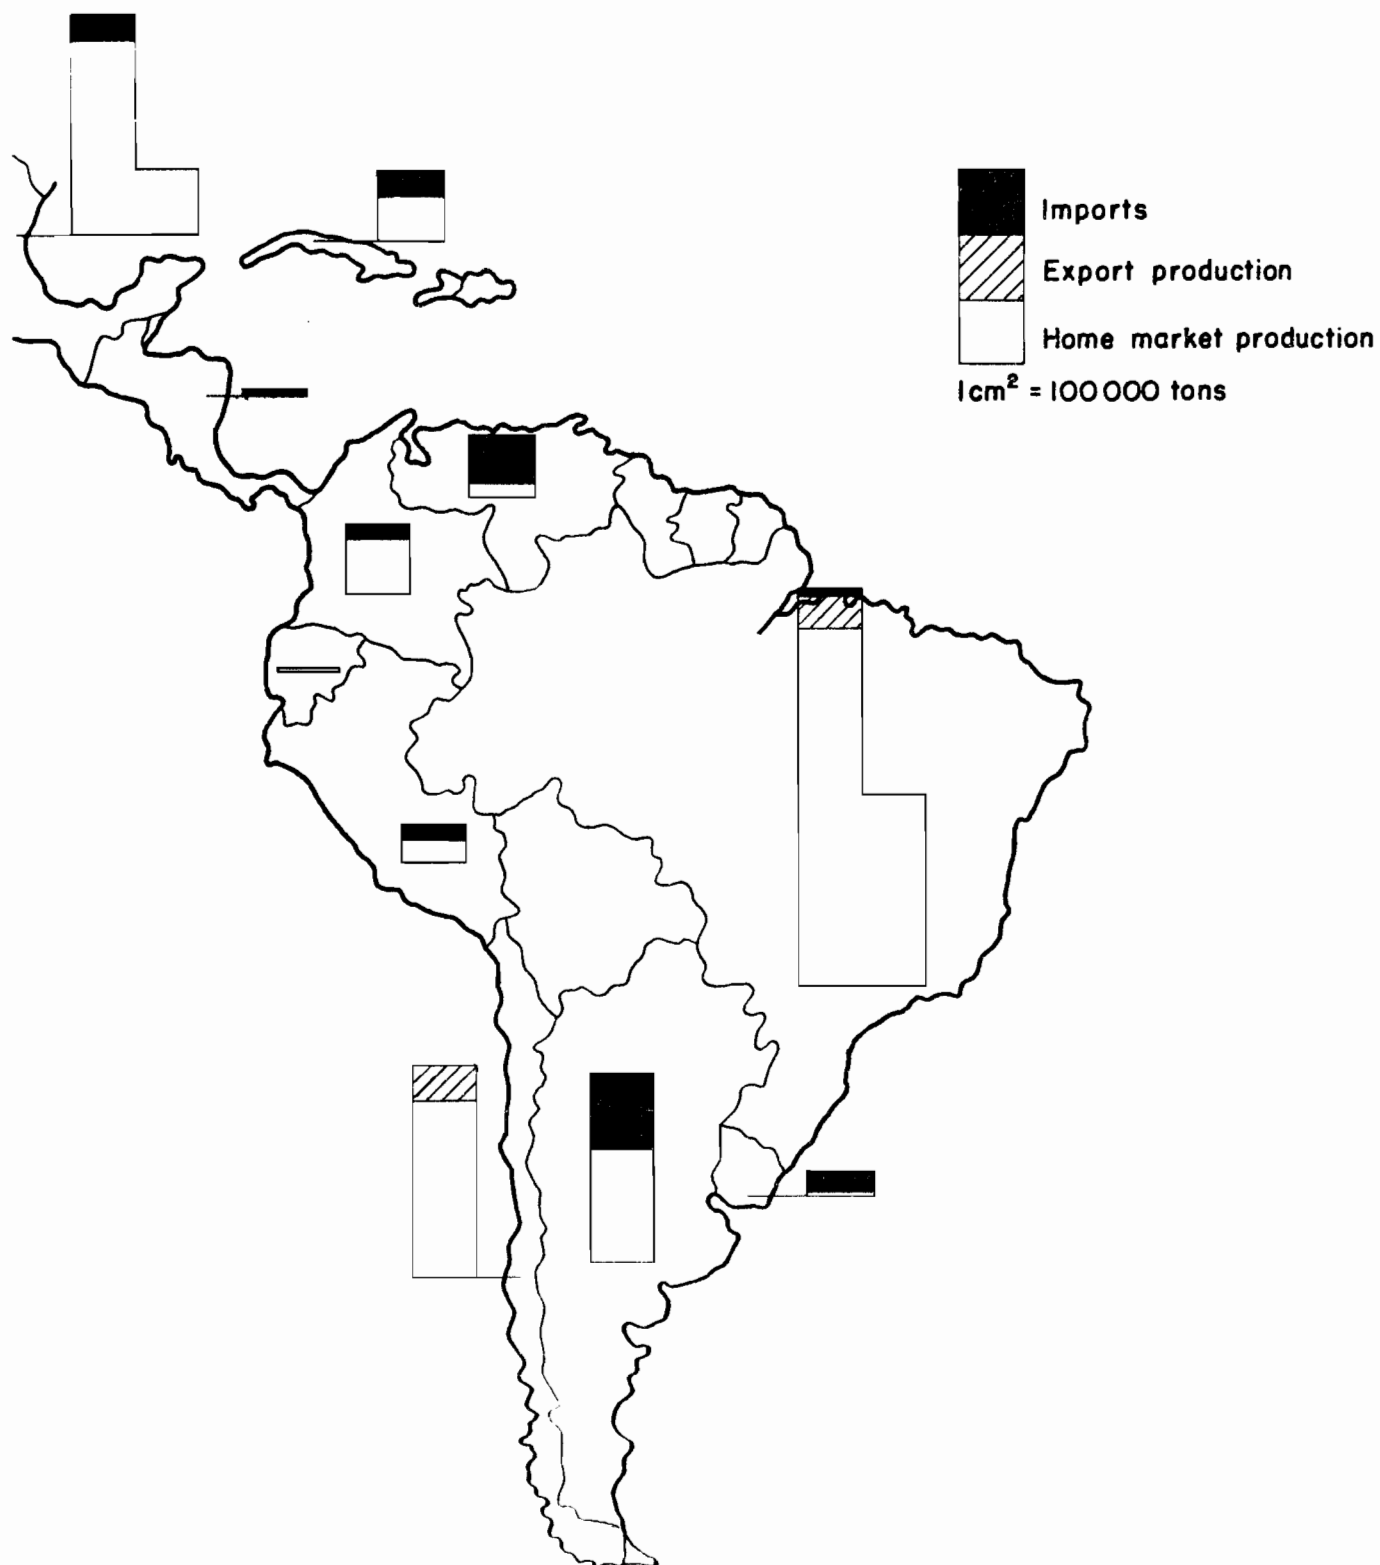 Imports
Export production
Home market production
1cm² = 100 000 tons